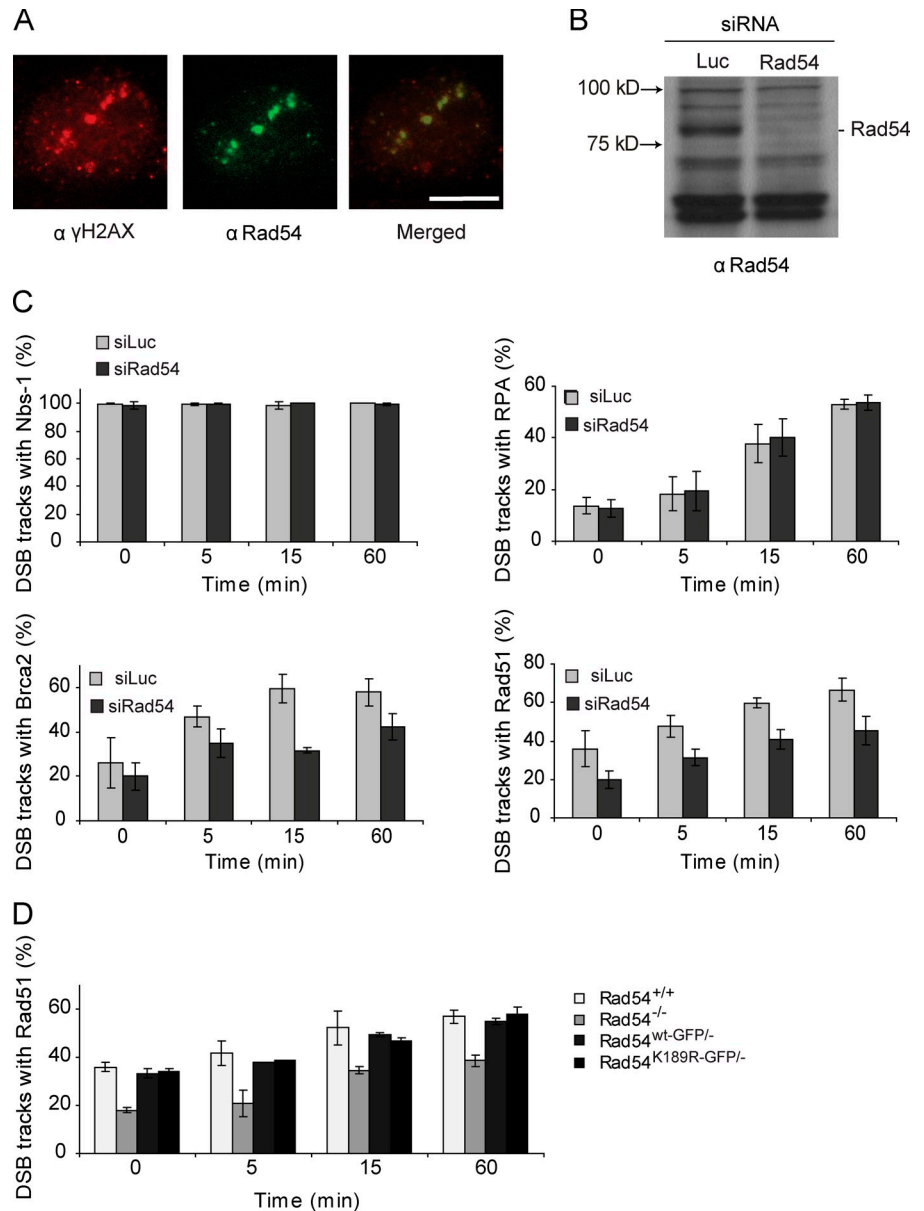 A
α γH2AX
α Rad54
Merged
B
siRNA
Luc Rad54
100 kD
75 kD
- Rad54
α Rad54
C
DSB tracks with Nbs-1 (%)
siLuc
siRad54
100
80
60
40
20
0
0 5 15 60
Time (min)
DSB tracks with RPA (%)
siLuc
siRad54
60
40
20
0
0 5 15 60
Time (min)
DSB tracks with Brca2 (%)
siLuc
siRad54
60
40
20
0
0 5 15 60
Time (min)
DSB tracks with Rad51 (%)
siLuc
siRad54
80
60
40
20
0
0 5 15 60
Time (min)
D
DSB tracks with Rad51 (%)
60
40
20
0
0 5 15 60
Time (min)
Rad54+/+
Rad54-/-
Rad54wt-GFP/-
Rad54K189R-GFP/-